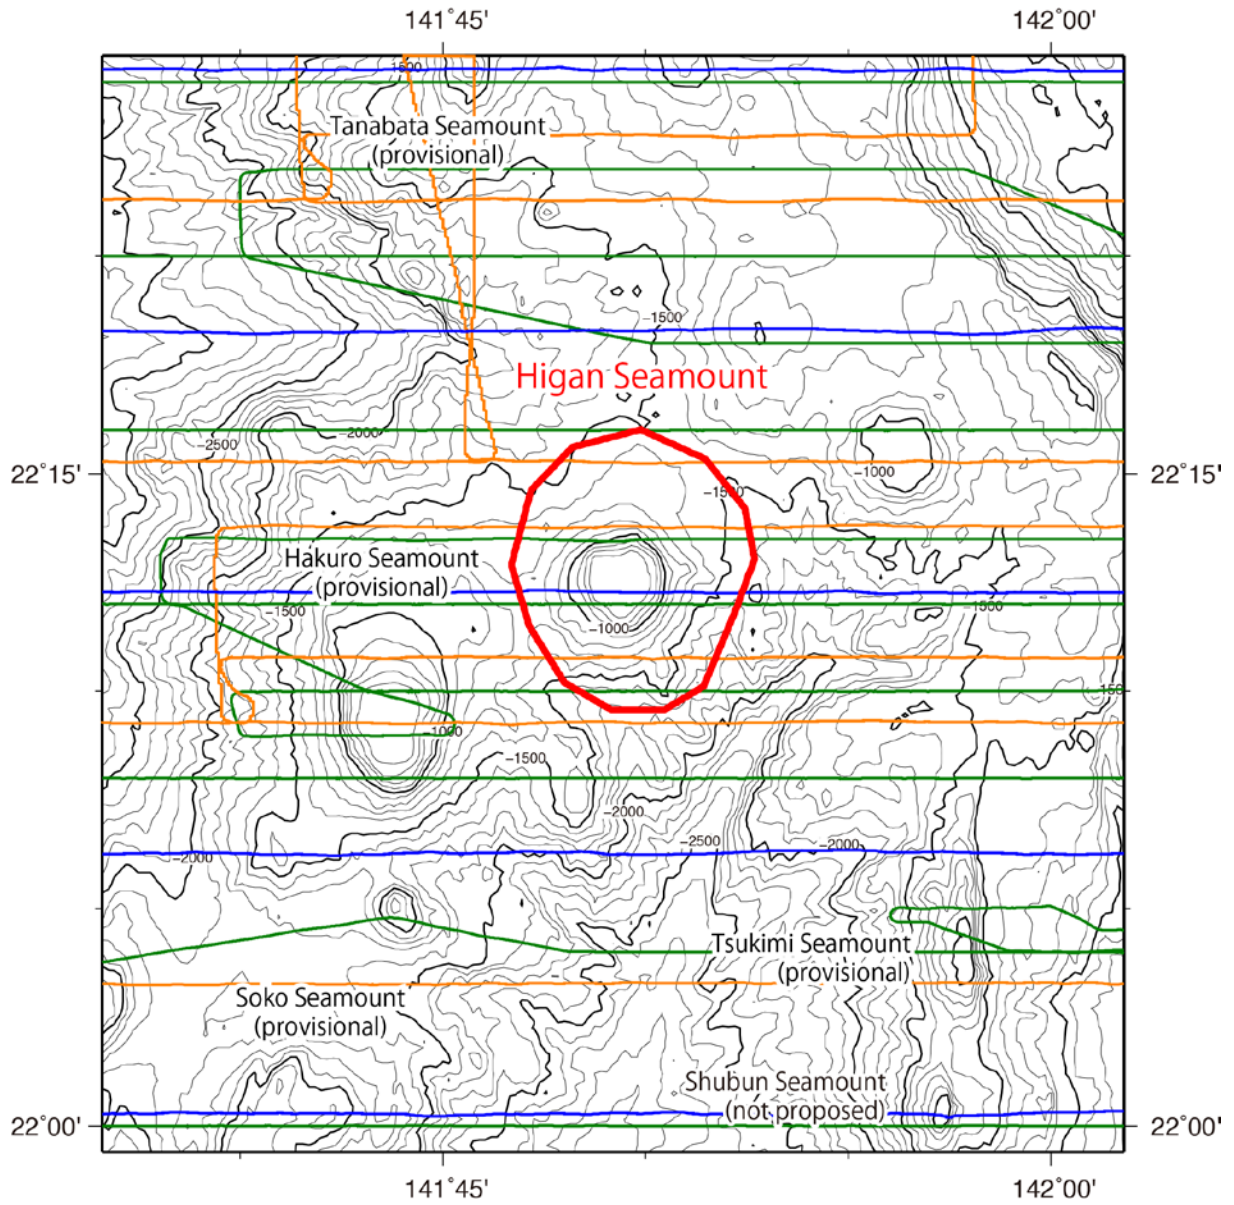 141°45'
142°00'
1500
Tanabata Seamount
(provisional)
-1500
Higan Seamount
-2000
-2500
22°15'
22°15'
-1000
-1500
Hakuro Seamount
(provisional)
-1500
-1500
-1000
-1000
-1500
-2000
-2500
-2000
-2000
Tsukimi Seamount
(provisional)
Soko Seamount
(provisional)
Shubun Seamount
(not proposed)
22°00'
22°00'
141°45'
142°00'